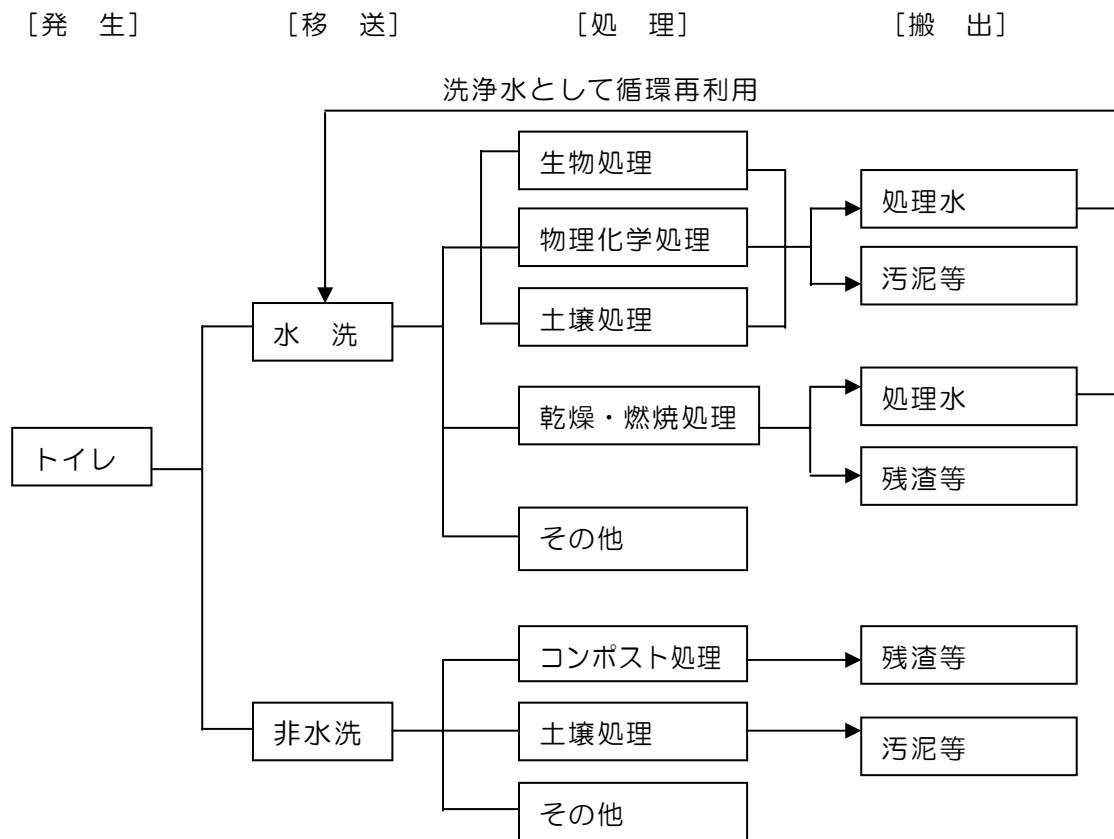 [発　生]　[移　送]　[処　理]　[搬　出]
洗浄水として循環再利用
生物処理
処理水
物理化学処理
汚泥等
土壌処理
水　洗
処理水
乾燥・燃焼処理
トイレ
残渣等
その他
コンポスト処理
残渣等
非水洗
土壌処理
汚泥等
その他